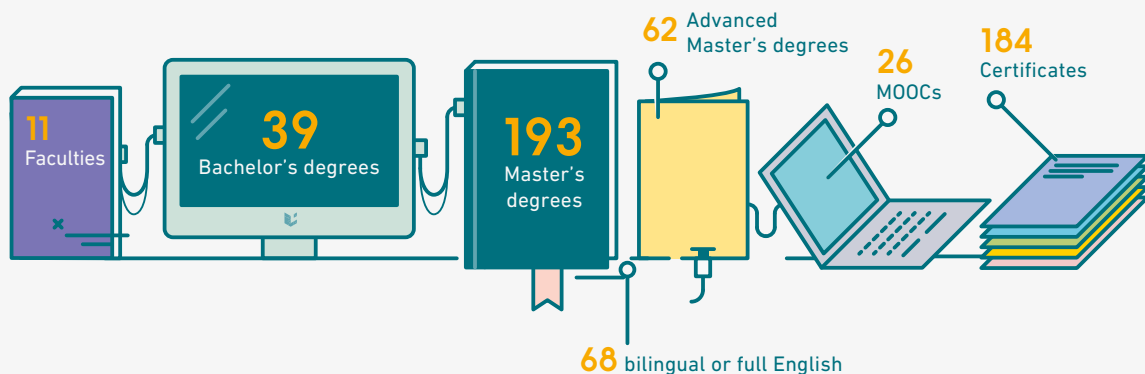 11
Faculties
39
Bachelor's degrees
193
Master's
degrees
62 Advanced
Master's degrees
26
MOOCs
184
Certificates
68 bilingual or full English